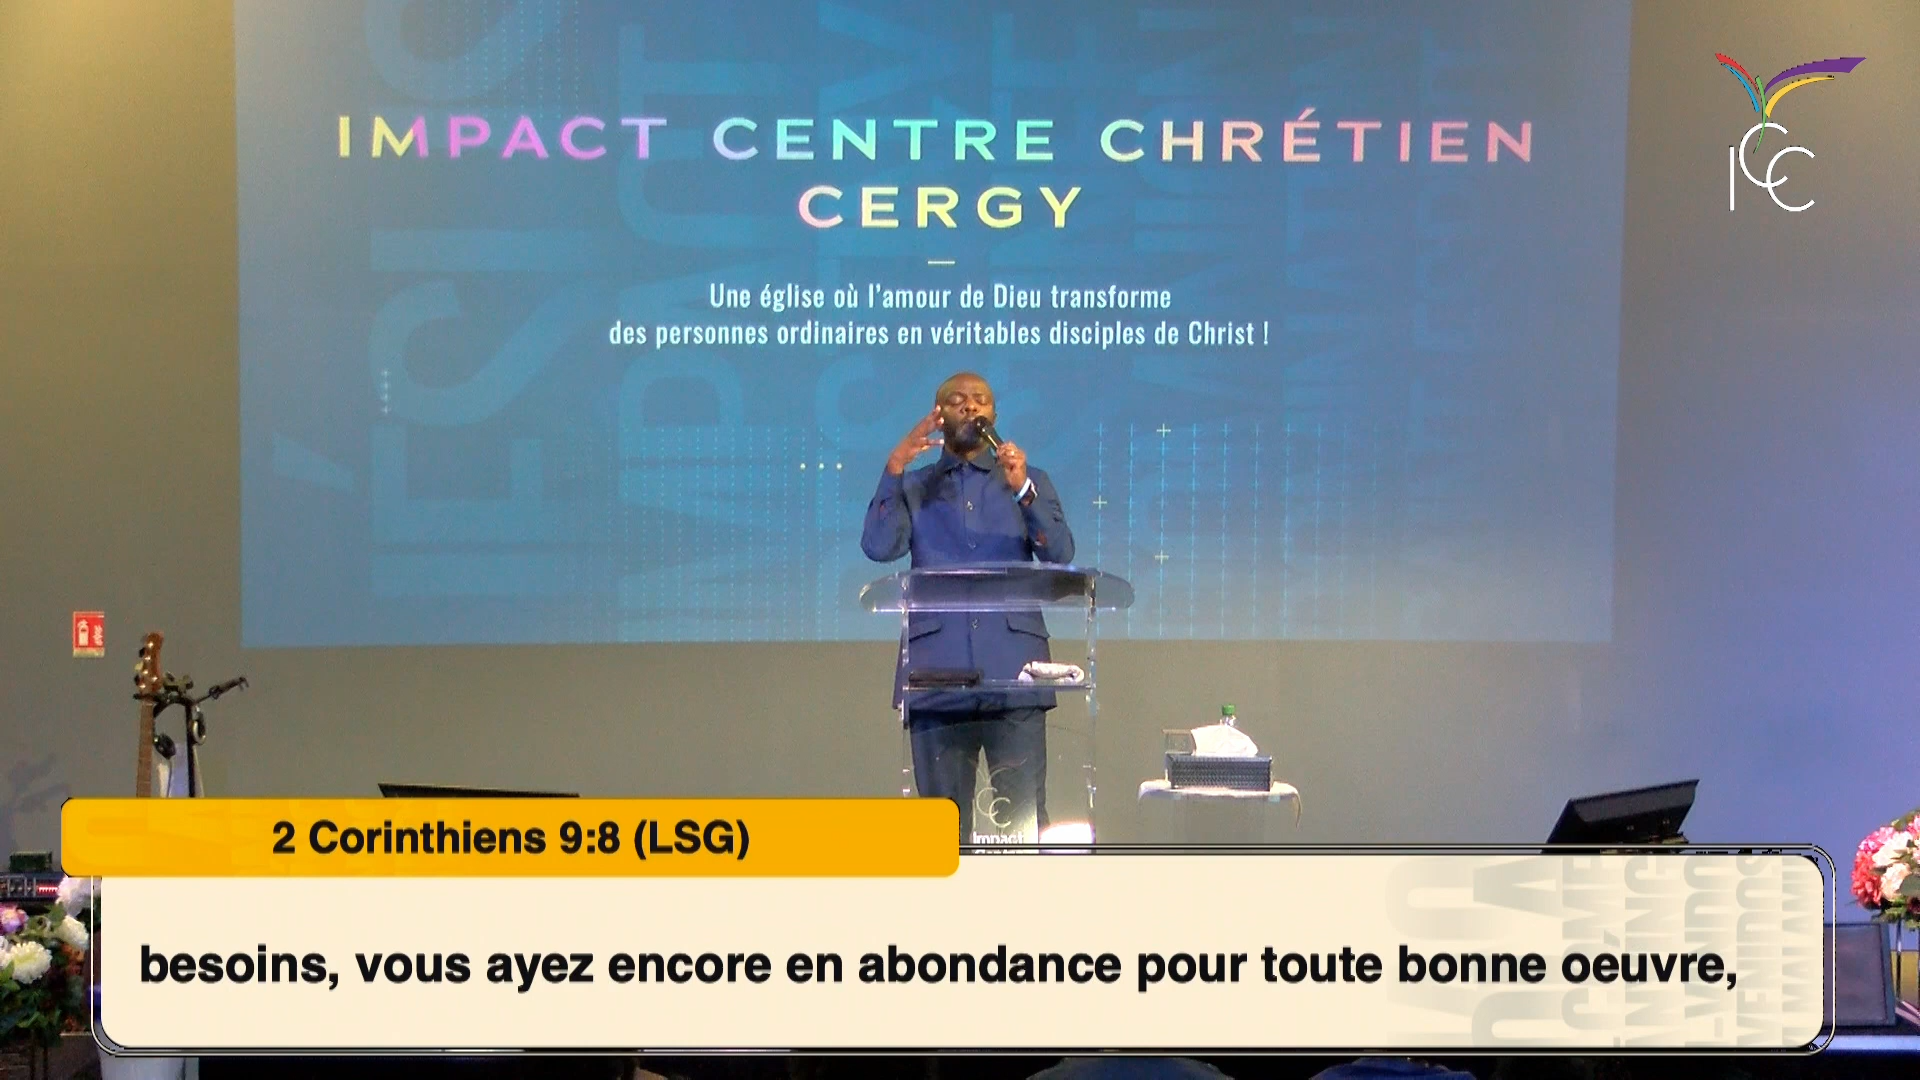 IMPACT CENTRE CHRÉTIEN
CERGY
Une église où l'amour de Dieu transforme
des personnes ordinaires en véritables disciples de Christ !
ICC
Impact
2 Corinthiens 9:8 (LSG)
besoins, vous ayez encore en abondance pour toute bonne oeuvre,